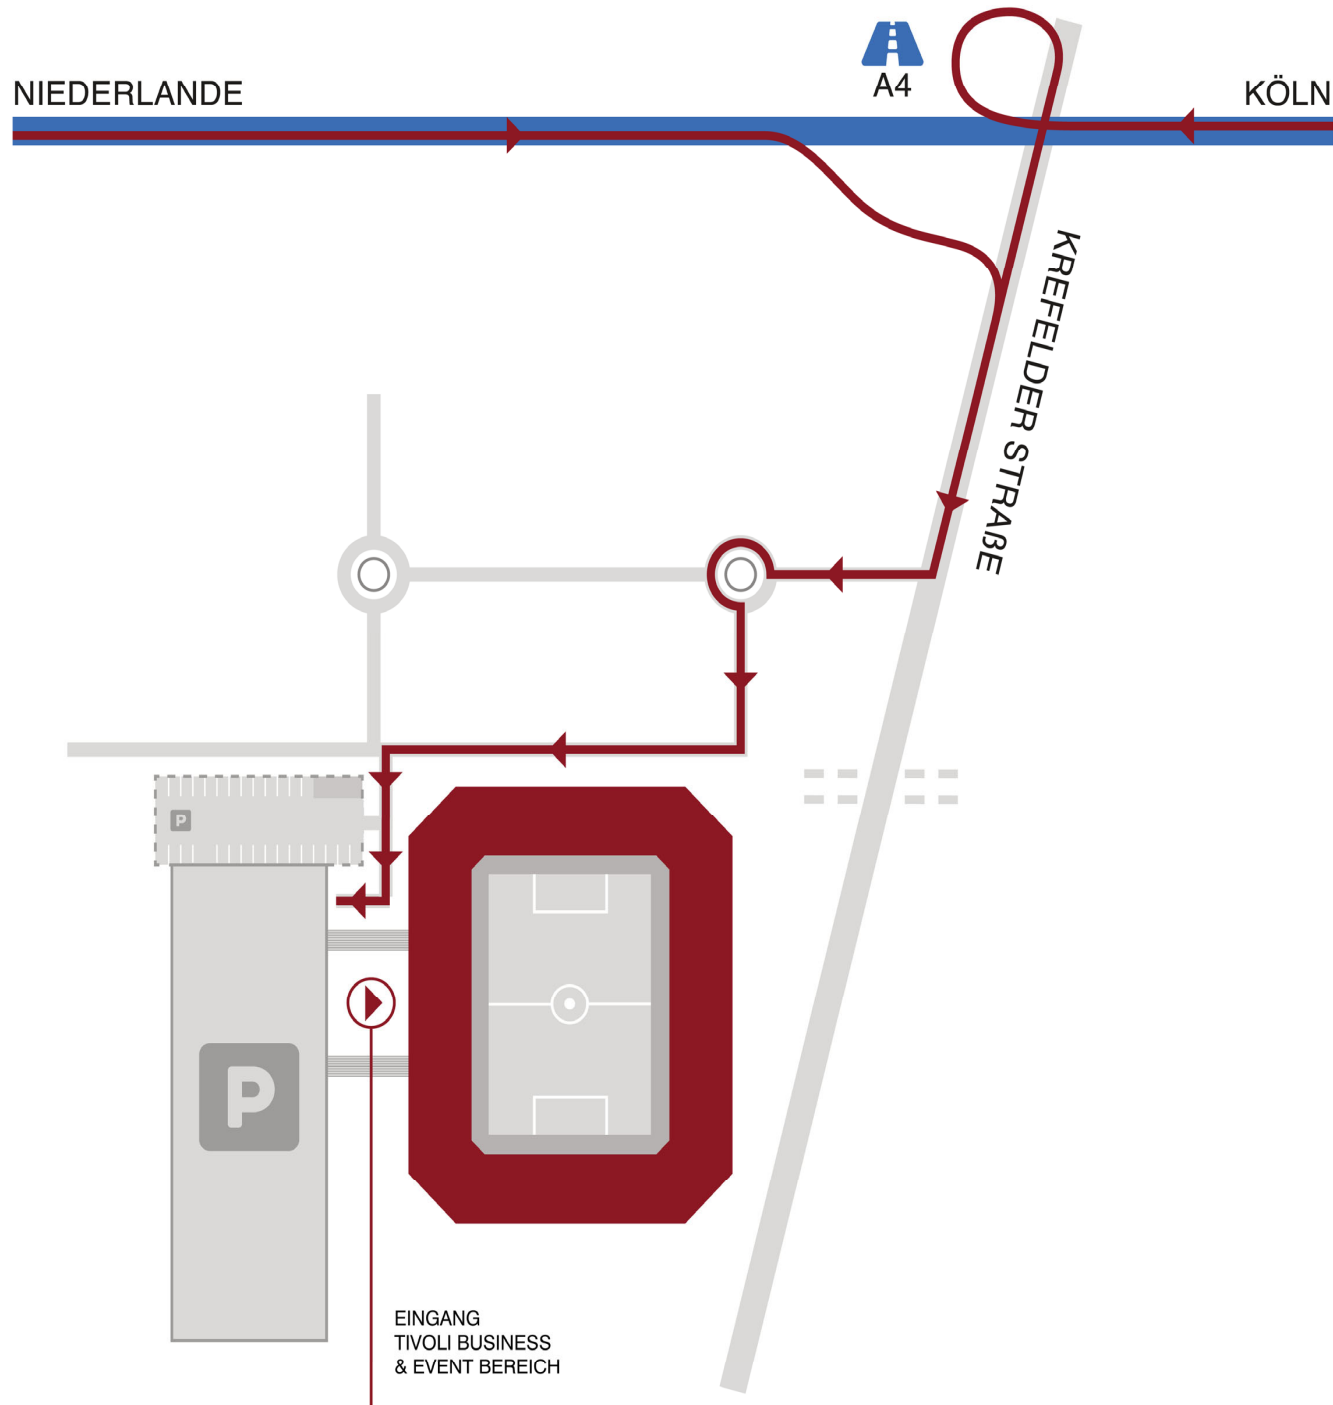 A4
NIEDERLANDE
KÖLN
KREFELDER STRAßE
P
P
EINGANG
TIVOLI BUSINESS
& EVENT BEREICH